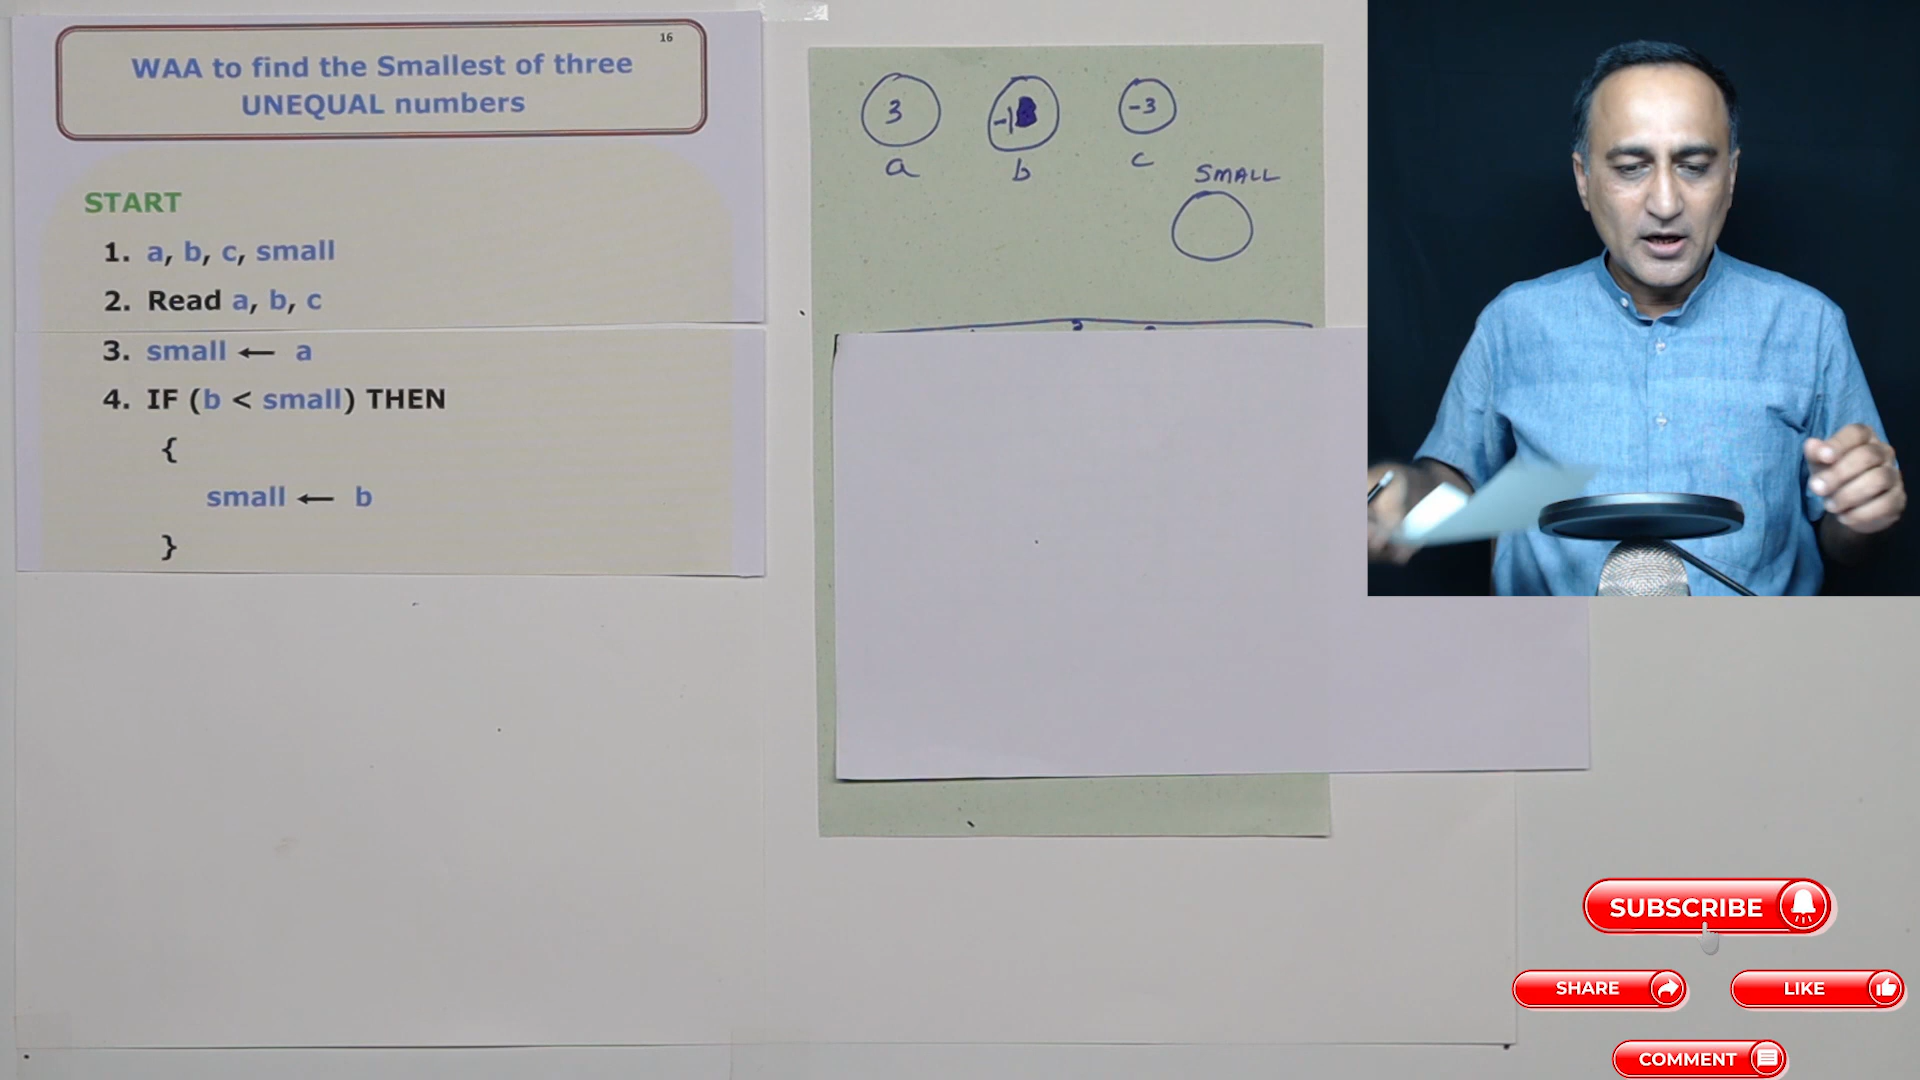 16
WAA to find the Smallest of three
UNEQUAL numbers
START
1. a, b, c, small
2. Read a, b, c
3. small ← a
4. IF (b < small) THEN
{
small ← b
}
3
-1
-3
a
b
c
SMALL
SUBSCRIBE
SHARE
LIKE
COMMENT